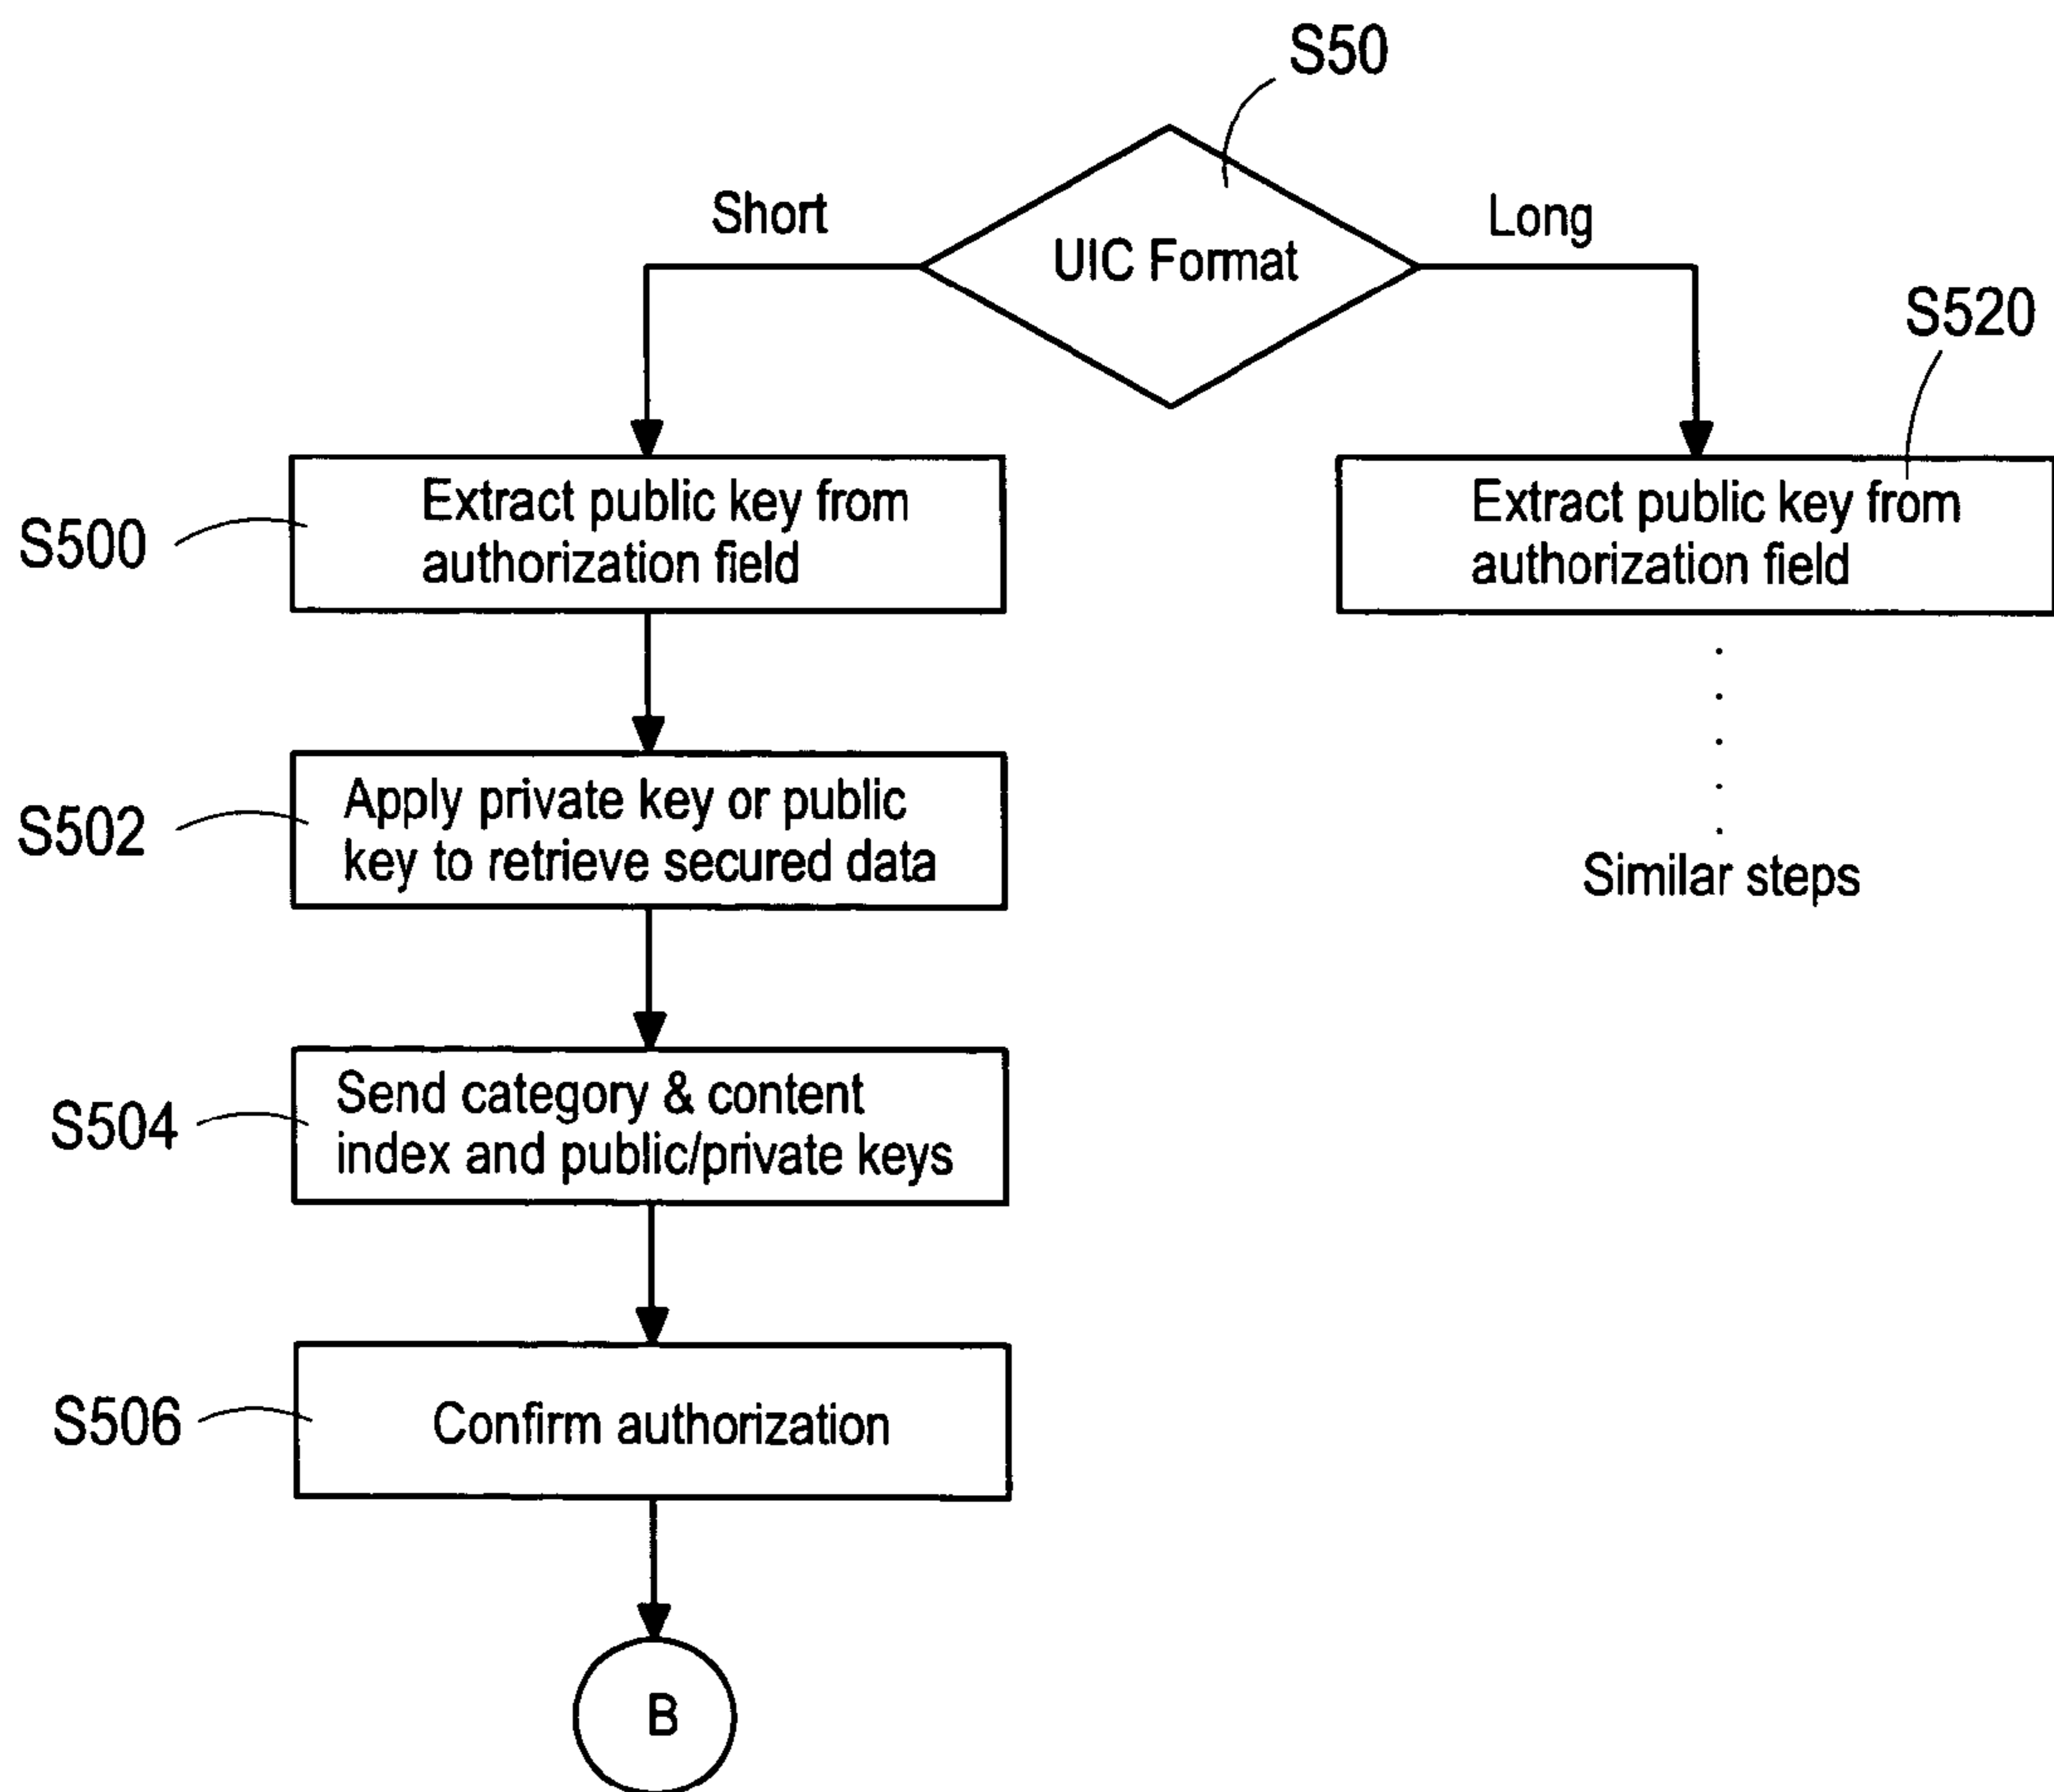 S50
Short
UIC Format
Long
S520
S500
Extract public key from
authorization field
Extract public key from
authorization field
S502
Apply private key or public
key to retrieve secured data
Similar steps
S504
Send category & content
index and public/private keys
S506
Confirm authorization
B